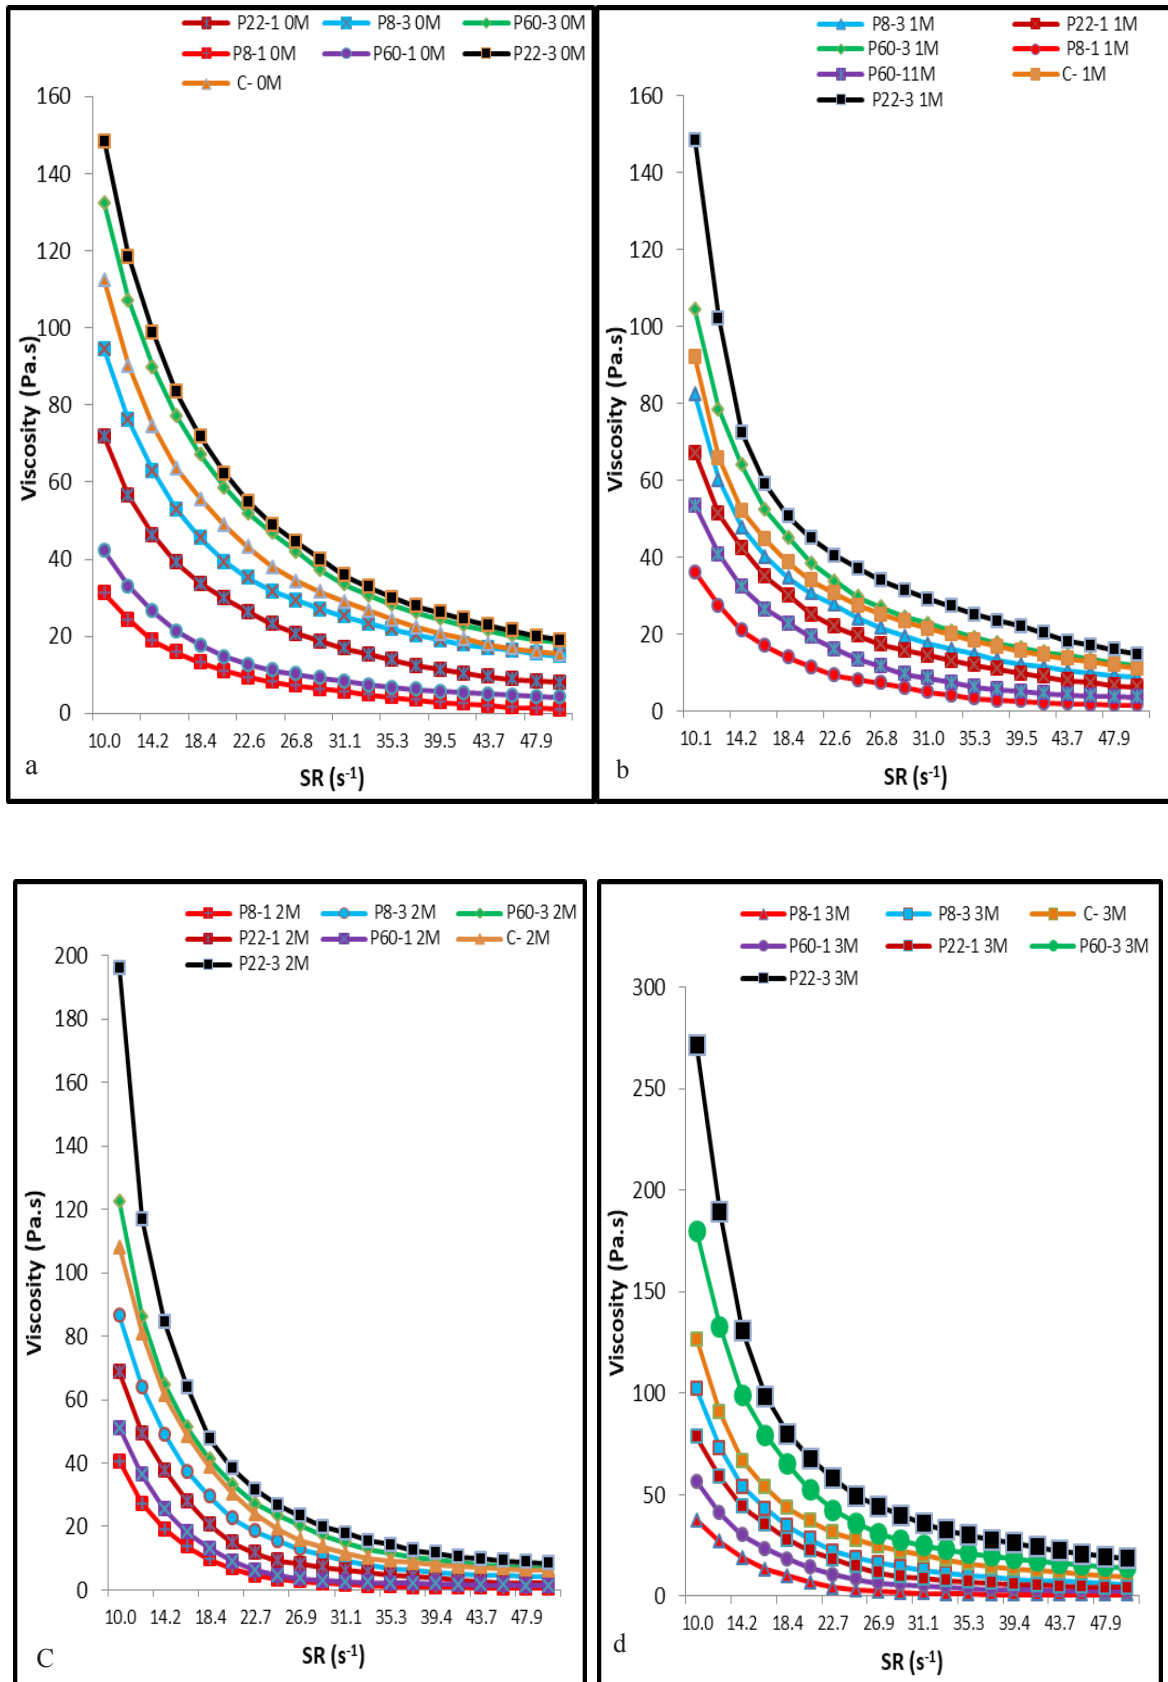 P22-1 0M P8-3 0M P60-3 0M
P8-1 0M P60-1 0M P22-3 0M
C- 0M
160
140
120
100
80
60
40
20
0
Viscosity (Pa.s)
10.0 14.2 18.4 22.6 26.8 31.1 35.3 39.5 43.7 47.9
SR (s⁻¹)
a
P8-3 1M P22-1 1M
P60-3 1M P8-1 1M
P60-11M C- 1M
P22-3 1M
160
140
120
100
80
60
40
20
0
Viscosity (Pa.s)
10.1 14.2 18.4 22.6 26.8 31.0 35.3 39.5 43.7 47.9
SR (s⁻¹)
b
P8-1 2M P8-3 2M P60-3 2M
P22-1 2M P60-1 2M C- 2M
P22-3 2M
200
180
160
140
120
100
80
60
40
20
0
Viscosity (Pa.s)
10.0 14.2 18.4 22.7 26.9 31.1 35.3 39.4 43.7 47.9
SR (s⁻¹)
C
P8-1 3M P8-3 3M C- 3M
P60-1 3M P22-1 3M P60-3 3M
P22-3 3M
300
250
200
150
100
50
0
Viscosity (Pa.s)
10.0 14.2 18.4 22.7 26.9 31.1 35.3 39.4 43.7 47.9
SR (s⁻¹)
d